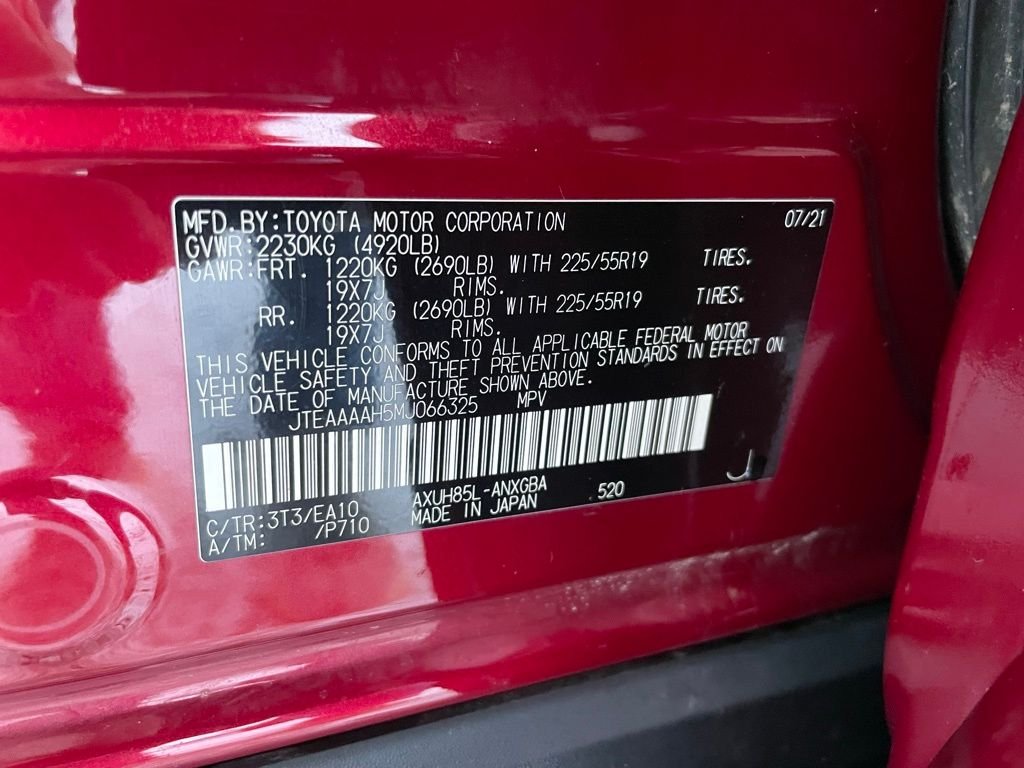 MFD.BY:TOYOTA MOTOR CORPORATION 07/21
GVWR:2230KG (4920LB)
GAWR:FRT. 1220KG (2690LB) WITH 225/55R19 TIRES.
19X7J RIMS.
RR. 1220KG (2690LB) WITH 225/55R19 TIRES.
19X7J RIMS.
THIS VEHICLE CONFORMS TO ALL APPLICABLE FEDERAL MOTOR
VEHICLE SAFETY AND THEFT PREVENTION STANDARDS IN EFFECT ON
THE DATE OF MANUFACTURE SHOWN ABOVE.
JTEAAAAH5MJ066325 MPV
C/TR:3T3/EA10 AXUH85L-ANXGBA 520 J
A/TM: /P710 MADE IN JAPAN